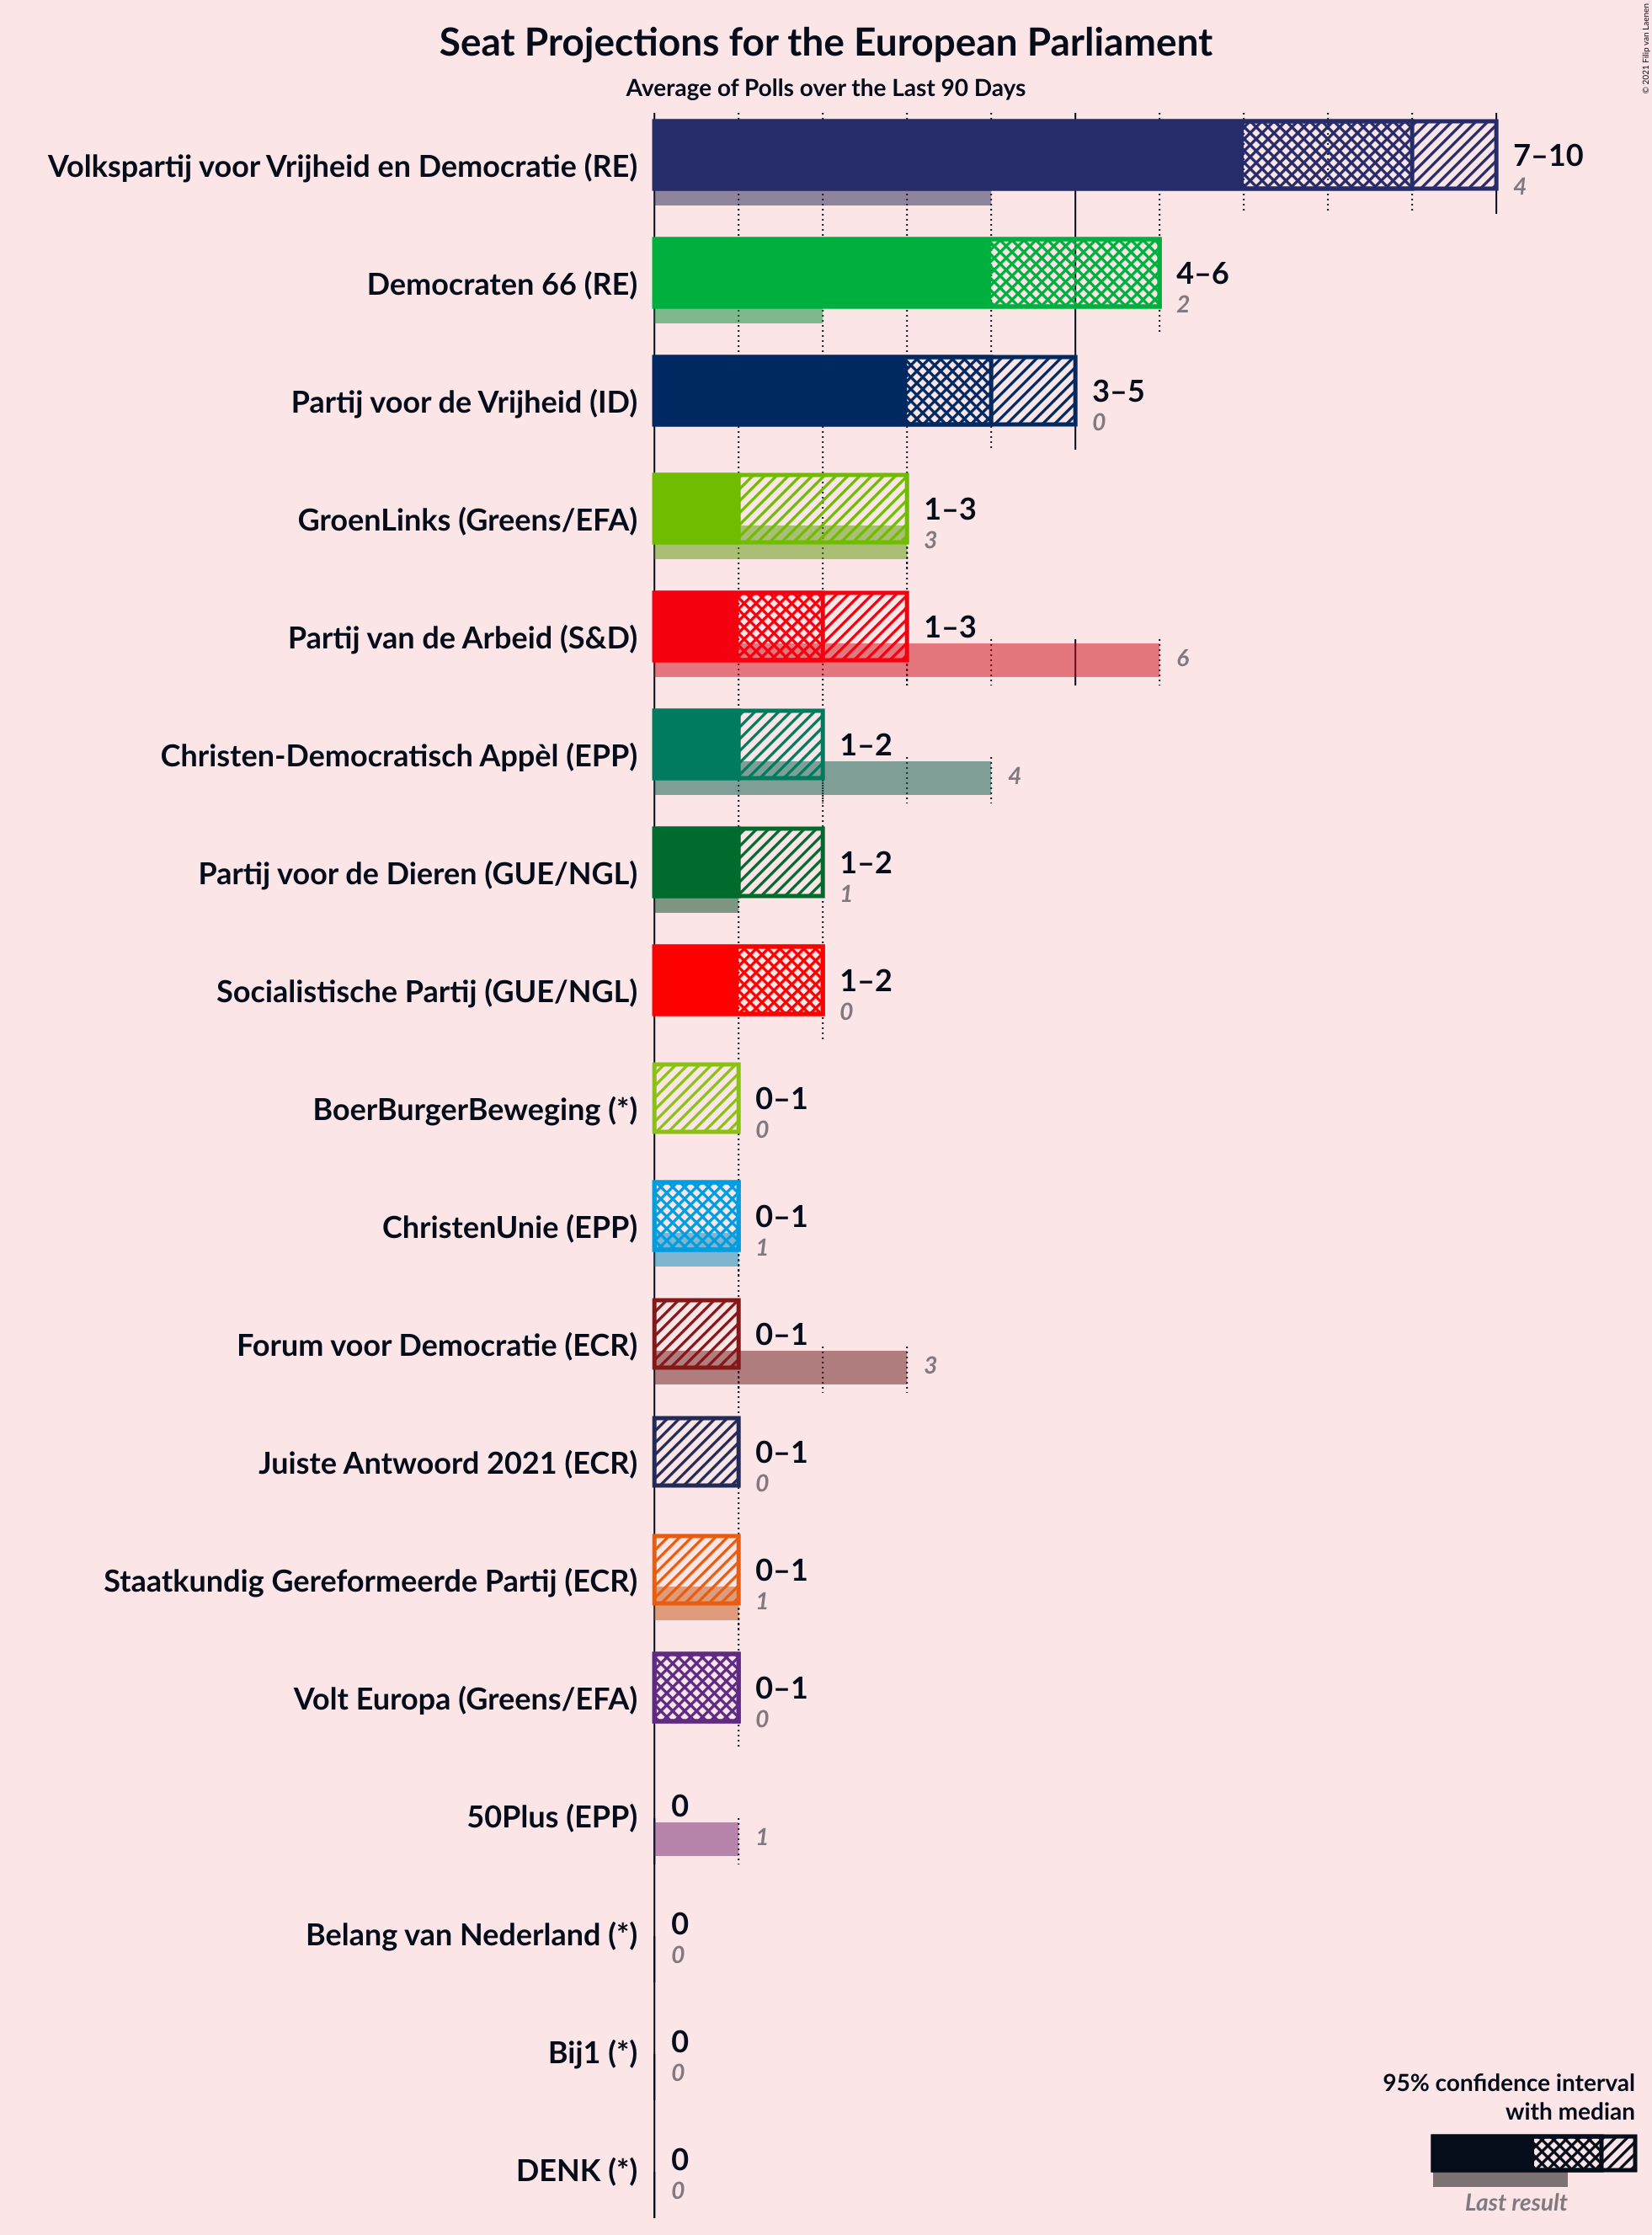 Seat Projections for the European Parliament
Average of Polls over the Last 90 Days
© 2021 Filip van Laenen
Volkspartij voor Vrijheid en Democratie (RE)
7–10
4
Democraten 66 (RE)
4–6
2
Partij voor de Vrijheid (ID)
3–5
0
GroenLinks (Greens/EFA)
1–3
3
Partij van de Arbeid (S&D)
1–3
6
Christen-Democratisch Appèl (EPP)
1–2
4
Partij voor de Dieren (GUE/NGL)
1–2
1
Socialistische Partij (GUE/NGL)
1–2
0
BoerBurgerBeweging (*)
0–1
0
ChristenUnie (EPP)
0–1
1
Forum voor Democratie (ECR)
0–1
3
Juiste Antwoord 2021 (ECR)
0–1
0
Staatkundig Gereformeerde Partij (ECR)
0–1
1
Volt Europa (Greens/EFA)
0–1
0
50Plus (EPP)
0
1
Belang van Nederland (*)
0
0
Bij1 (*)
0
0
DENK (*)
0
0
95% confidence interval
with median
Last result